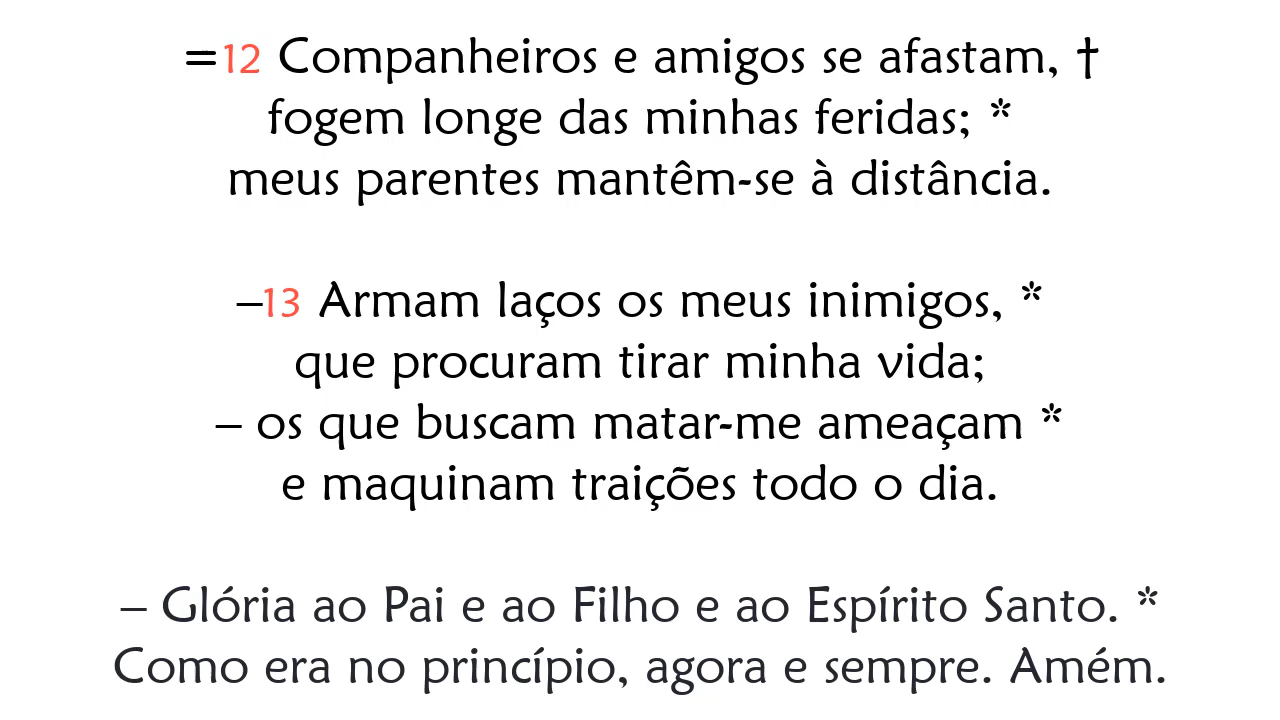 =12 Companheiros e amigos se afastam, †
fogem longe das minhas feridas; *
meus parentes mantêm-se à distância.
–13 Armam laços os meus inimigos, *
que procuram tirar minha vida;
– os que buscam matar-me ameaçam *
e maquinam traições todo o dia.
– Glória ao Pai e ao Filho e ao Espírito Santo. *
Como era no princípio, agora e sempre. Amém.